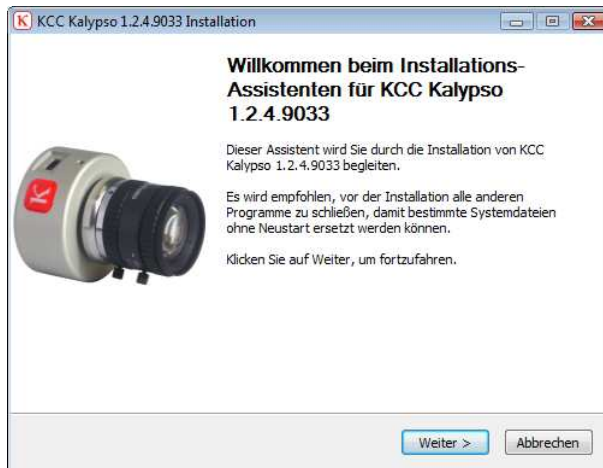 K KCC Kalypso 1.2.4.9033 Installation
Willkommen beim Installations-
Assistenten für KCC Kalypso
1.2.4.9033
Dieser Assistent wird Sie durch die Installation von KCC
Kalypso 1.2.4.9033 begleiten.
Es wird empfohlen, vor der Installation alle anderen
Programme zu schließen, damit bestimmte Systemdateien
ohne Neustart ersetzt werden können.
Klicken Sie auf Weiter, um fortzufahren.
K
Weiter >
Abbrechen